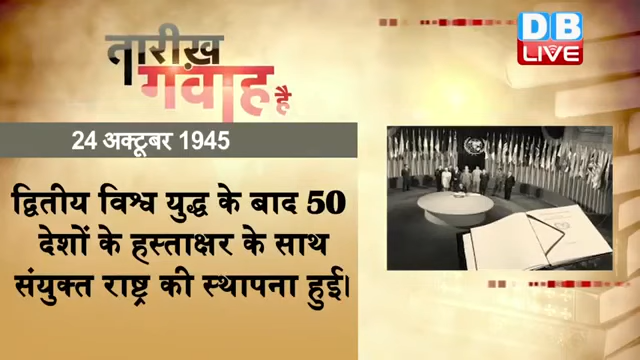 तारीख़
गवाह है
DB
LIVE
24 अक्टूबर 1945
द्वितीय विश्व युद्ध के बाद 50
देशों के हस्ताक्षर के साथ
संयुक्त राष्ट्र की स्थापना हुई।